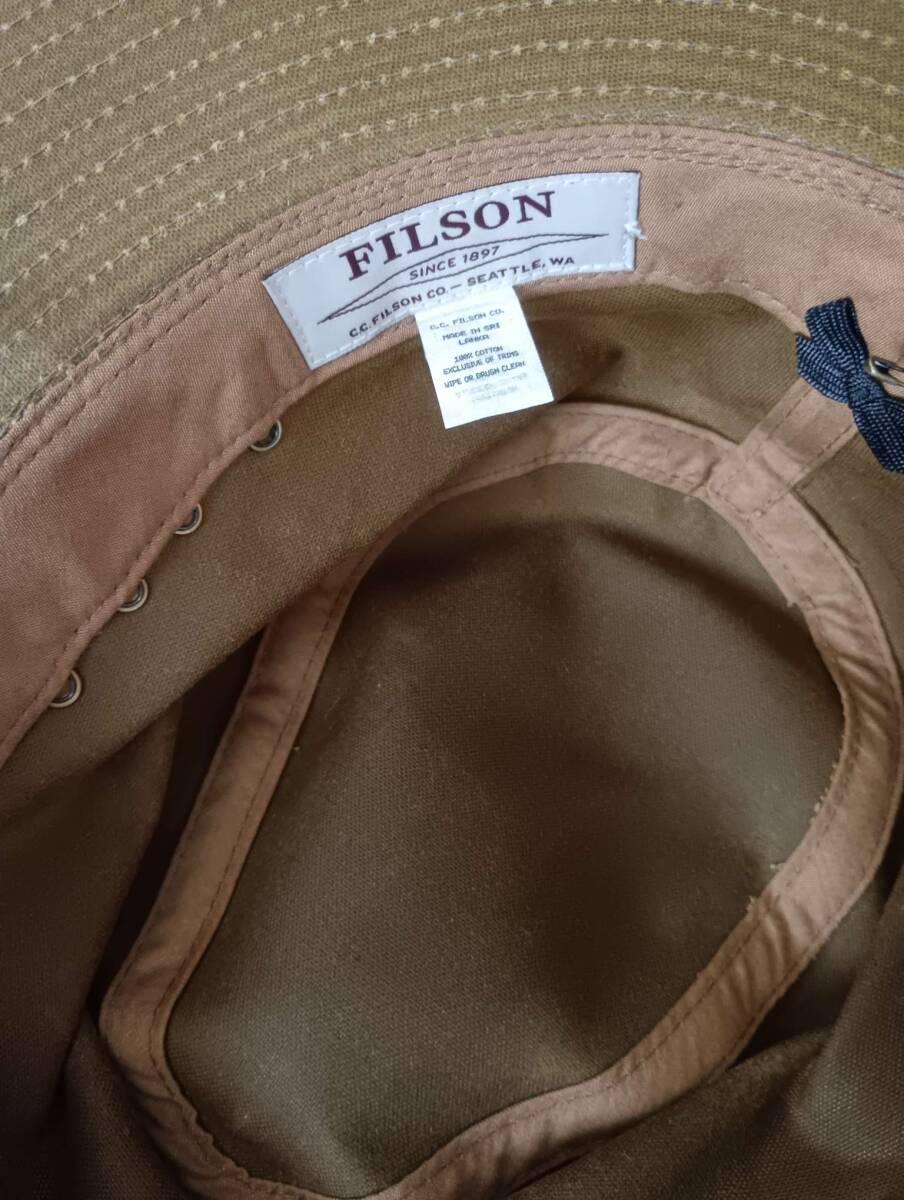 FILSON
SINCE 1897
C.C. FILSON CO. — SEATTLE, WA
C.C. FILSON CO.
MADE IN SRI
LANKA
100% COTTON
EXCLUSIVE OF TRIMS
WIPE OR BRUSH CLEAN